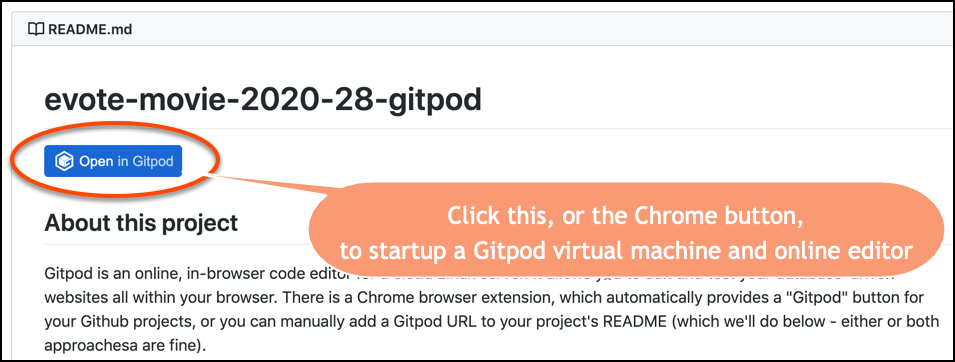 README.md
evote-movie-2020-28-gitpod
Open in Gitpod
Click this, or the Chrome button,
to startup a Gitpod virtual machine and online editor
About this project
Gitpod is an online, in-browser code editor
websites all within your browser. There is a Chrome browser extension, which automatically provides a "Gitpod" button for
your Github projects, or you can manually add a Gitpod URL to your project's README (which we'll do below - either or both
approachesa are fine).